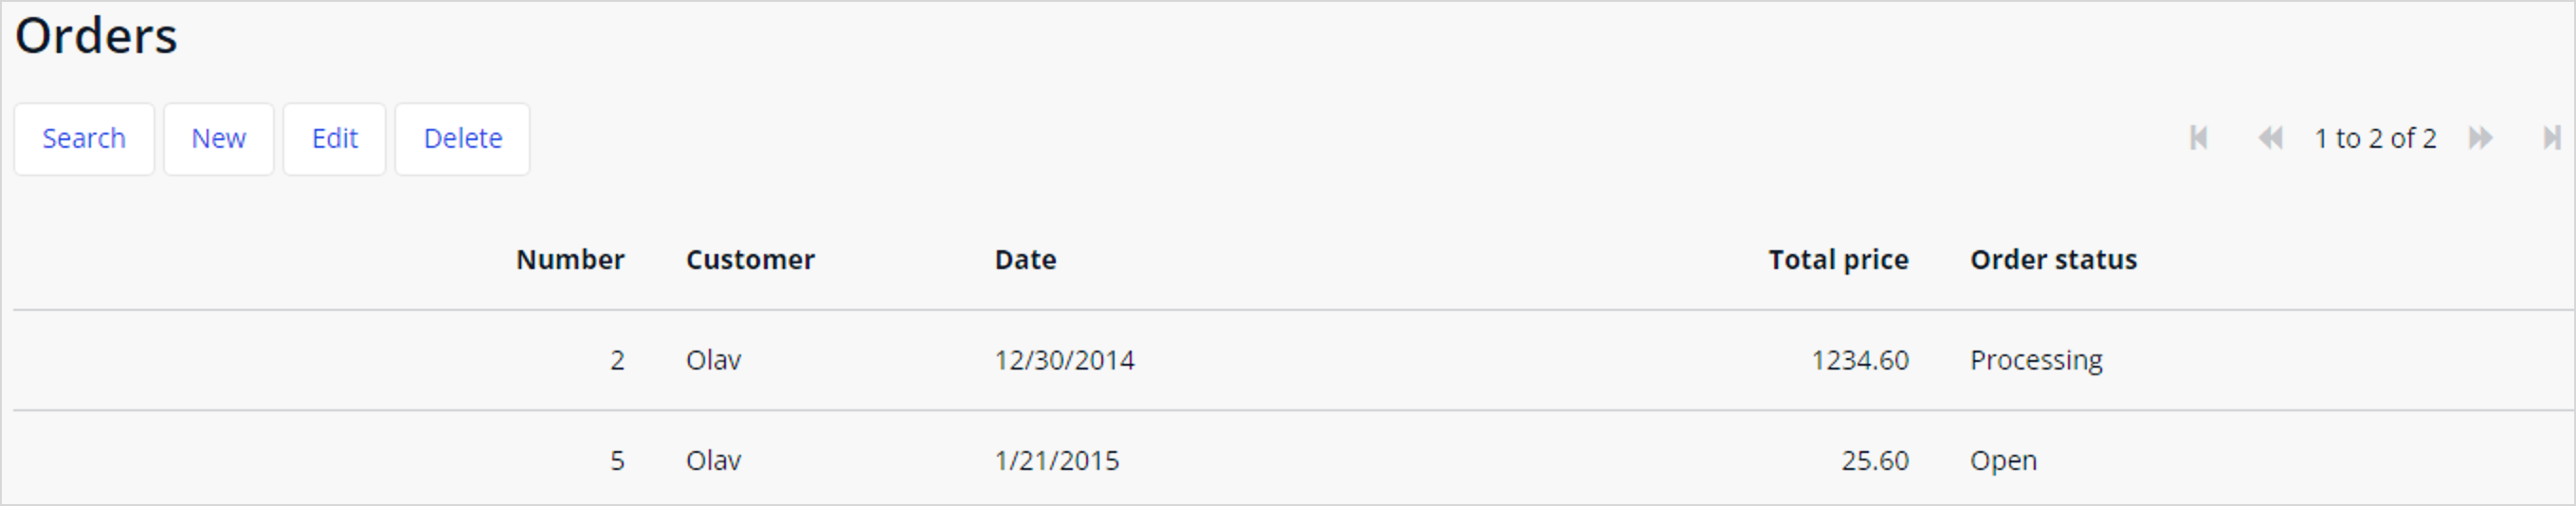 Orders
Search New Edit Delete 1 to 2 of 2
Number Customer Date Total price Order status
2 Olav 12/30/2014 1234.60 Processing
5 Olav 1/21/2015 25.60 Open